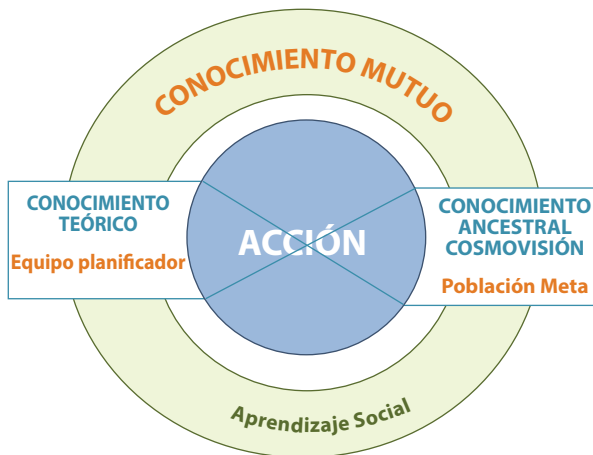 CONOCIMIENTO MUTUO
CONOCIMIENTO
TEÓRICO
Equipo planificador
ACCIÓN
CONOCIMIENTO
ANCESTRAL
COSMOVISIÓN
Población Meta
Aprendizaje Social